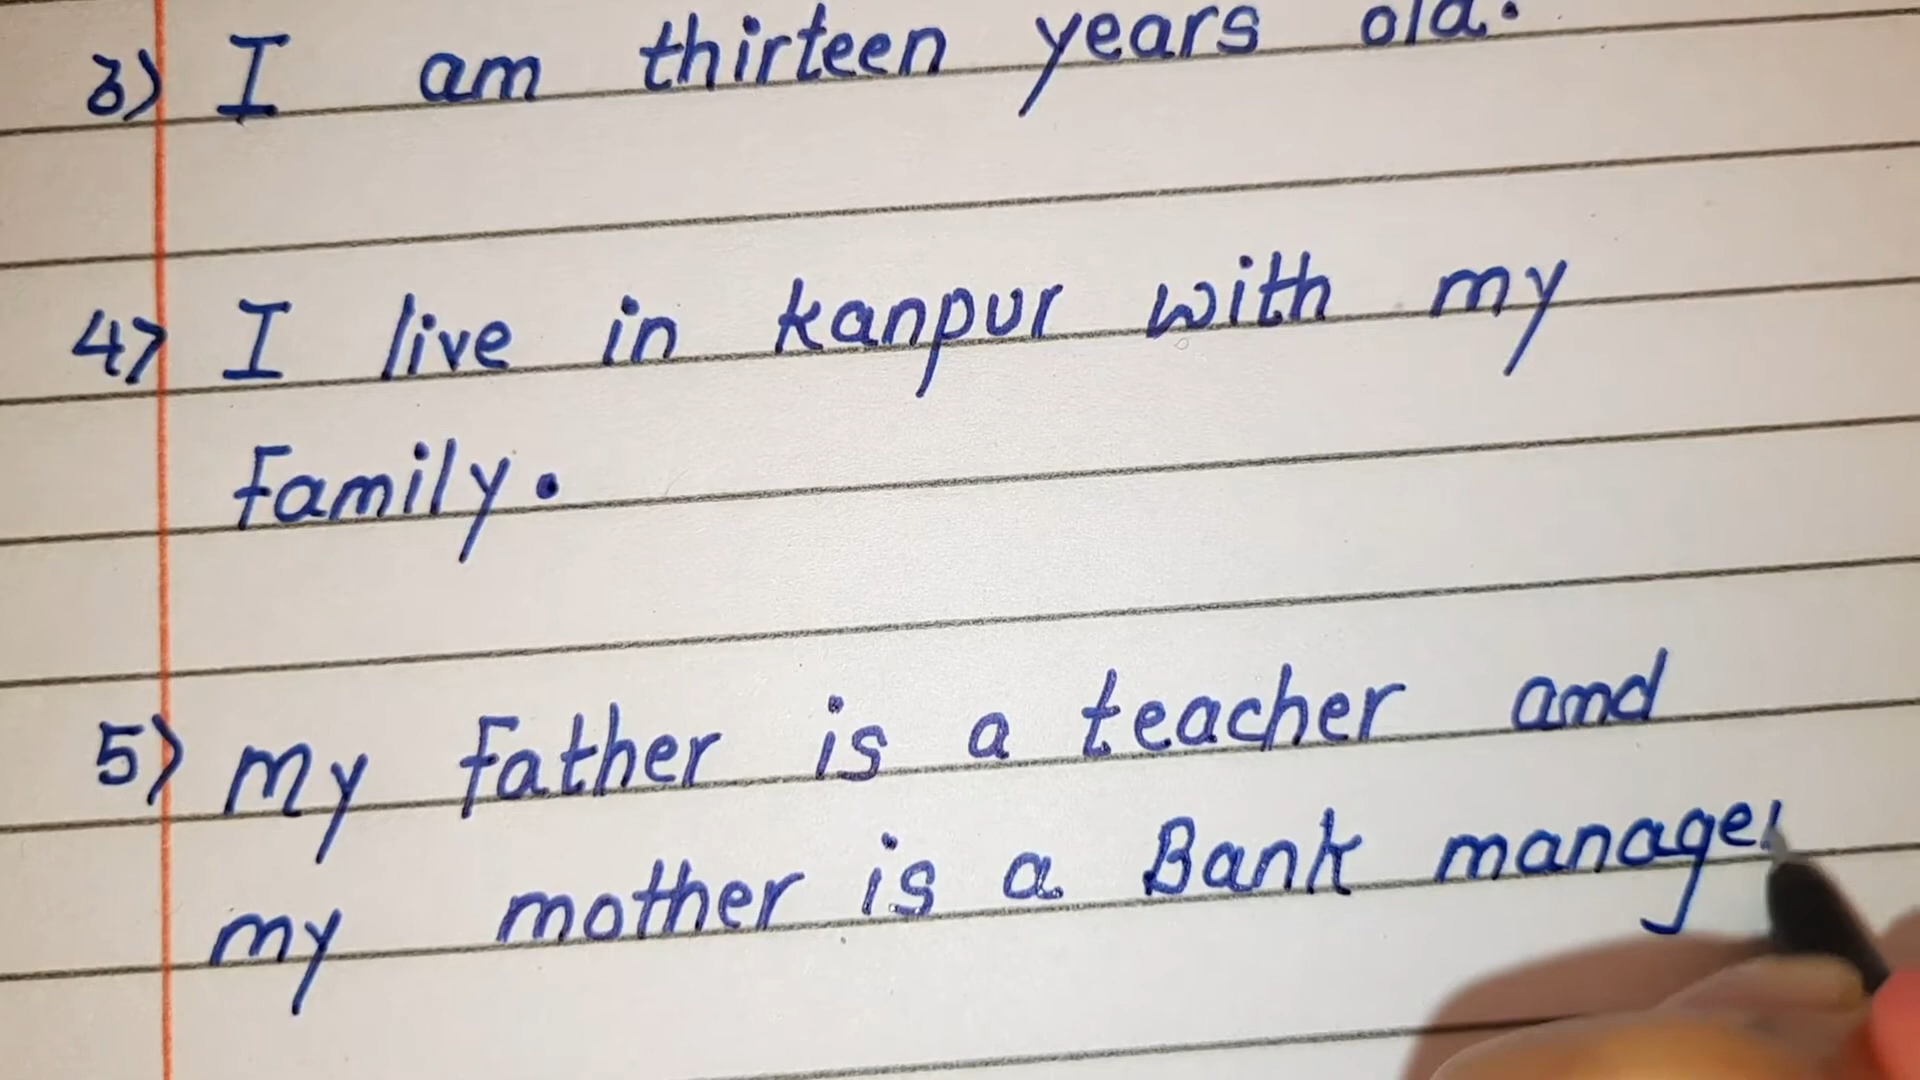 3) I am thirteen years old.
4) I live in kanpur with my
family.
5) My father is a teacher and
my mother is a Bank manager